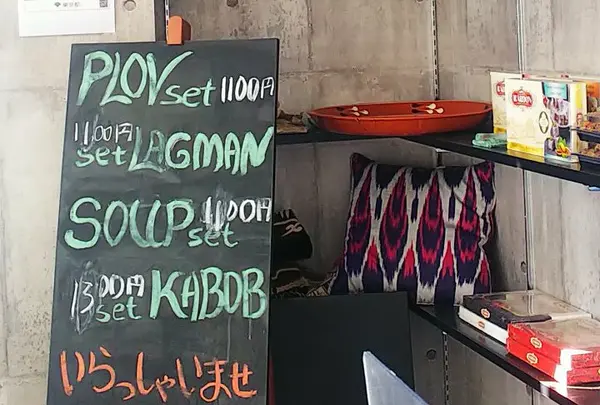 PLOV set 1100円
1100円 set LAGMAN
SOUP set 1100円
1300円 set KABOB
いらっしゃいませ